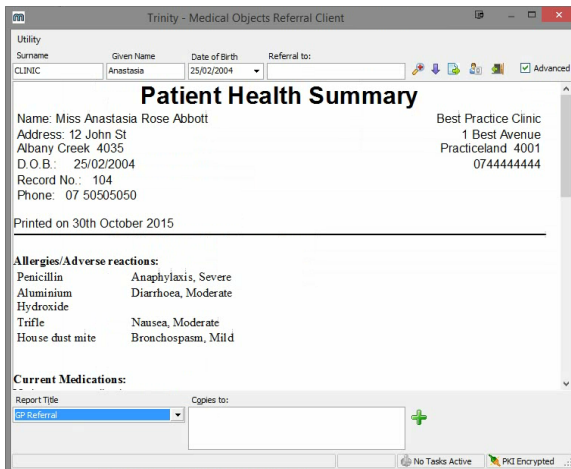 Trinity - Medical Objects Referral Client
Utility
Surname Given Name Date of Birth Referral to:
CLINIC Anastasia 25/02/2004 Advanced
Patient Health Summary
Name: Miss Anastasia Rose Abbott Best Practice Clinic
Address: 12 John St 1 Best Avenue
Albany Creek 4035 Practiceland 4001
D.O.B.: 25/02/2004 0744444444
Record No.: 104
Phone: 07 50505050
Printed on 30th October 2015
Allergies/Adverse reactions:
Penicillin Anaphylaxis, Severe
Aluminium Diarrhoea, Moderate
Hydroxide
Trifle Nausea, Moderate
House dust mite Bronchospasm, Mild
Current Medications:
Report Title Copies to:
GP Referral
No Tasks Active PKI Encrypted